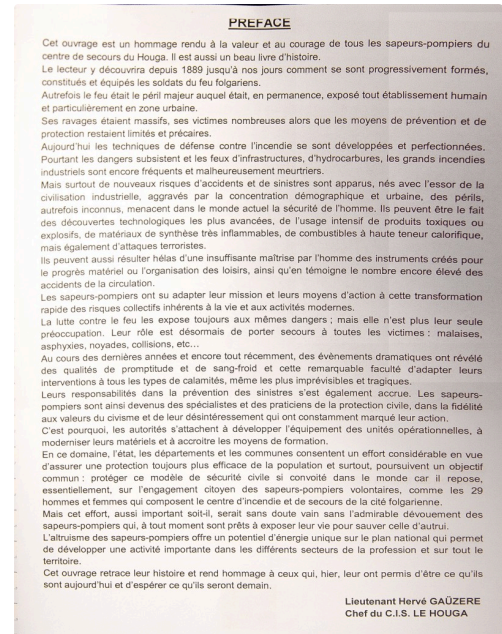 PREFACE
Cet ouvrage est un hommage rendu à la valeur et au courage de tous les sapeurs-pompiers du
centre de secours du Houga. Il est aussi un beau livre d'histoire.
Le lecteur y découvrira depuis 1889 jusqu'à nos jours comment se sont progressivement formés,
constitués et équipés les soldats du feu folgariens.
Autrefois le feu était le péril majeur auquel était, en permanence, exposé tout établissement humain
et particulièrement en zone urbaine.
Ses ravages étaient massifs, ses victimes nombreuses alors que les moyens de prévention et de
protection restaient limités et précaires.
Aujourd'hui les techniques de défense contre l'incendie se sont développées et perfectionnées.
Pourtant les dangers subsistent et les feux d'infrastructures, d'hydrocarbures, les grands incendies
industriels sont encore fréquents et malheureusement meurtriers.
Mais surtout de nouveaux risques d'accidents et de sinistres sont apparus, nés avec l'essor de la
civilisation industrielle, aggravés par la concentration démographique et urbaine, des périls,
autrefois inconnus, menacent dans le monde actuel la sécurité de l'homme. Ils peuvent être le fait
des découvertes technologiques les plus avancées, de l'usage intensif de produits toxiques ou
explosifs, de matériaux de synthèse très inflammables, de combustibles à haute teneur calorifique,
mais également d'attaques terroristes.
Ils peuvent aussi résulter hélas d'une insuffisante maîtrise par l'homme des instruments créés pour
le progrès matériel ou l'organisation des loisirs, ainsi qu'en témoigne le nombre encore élevé des
accidents de la circulation.
Les sapeurs-pompiers ont su adapter leur mission et leurs moyens d'action à cette transformation
rapide des risques collectifs inhérents à la vie et aux activités modernes.
La lutte contre le feu les expose toujours aux mêmes dangers ; mais elle n'est plus leur seule
préoccupation. Leur rôle est désormais de porter secours à toutes les victimes : malaises,
asphyxies, noyades, collisions, etc...
Au cours des dernières années et encore tout récemment, des évènements dramatiques ont révélé
des qualités de promptitude et de sang-froid et cette remarquable faculté d'adapter leurs
interventions à tous les types de calamités, même les plus imprévisibles et tragiques.
Leurs responsabilités dans la prévention des sinistres s'est également accrue. Les sapeurs-
pompiers sont ainsi devenus des spécialistes et des praticiens de la protection civile, dans la fidélité
aux valeurs du civisme et de leur désintéressement qui ont constamment marqué leur action.
C'est pourquoi, les autorités s'attachent à développer l'équipement des unités opérationnelles, à
moderniser leurs matériels et à accroitre les moyens de formation.
En ce domaine, l'état, les départements et les communes consentent un effort considérable en vue
d'assurer une protection toujours plus efficace de la population et surtout, poursuivent un objectif
commun : protéger ce modèle de sécurité civile si convoité dans le monde car il repose,
essentiellement, sur l'engagement citoyen des sapeurs-pompiers volontaires, comme les 29
hommes et femmes qui composent le centre d'incendie et de secours de la cité folgarienne.
Mais cet effort, aussi important soit-il, serait sans doute vain sans l'admirable dévouement des
sapeurs-pompiers qui, à tout moment sont prêts à exposer leur vie pour sauver celle d'autrui.
L'altruisme des sapeurs-pompiers offre un potentiel d'énergie unique sur le plan national qui permet
de développer une activité importante dans les différents secteurs de la profession et sur tout le
territoire.
Cet ouvrage retrace leur histoire et rend hommage à ceux qui, hier, leur ont permis d'être ce qu'ils
sont aujourd'hui et d'espérer ce qu'ils seront demain.
Lieutenant Hervé GAÜZERE
Chef du C.I.S. LE HOUGA